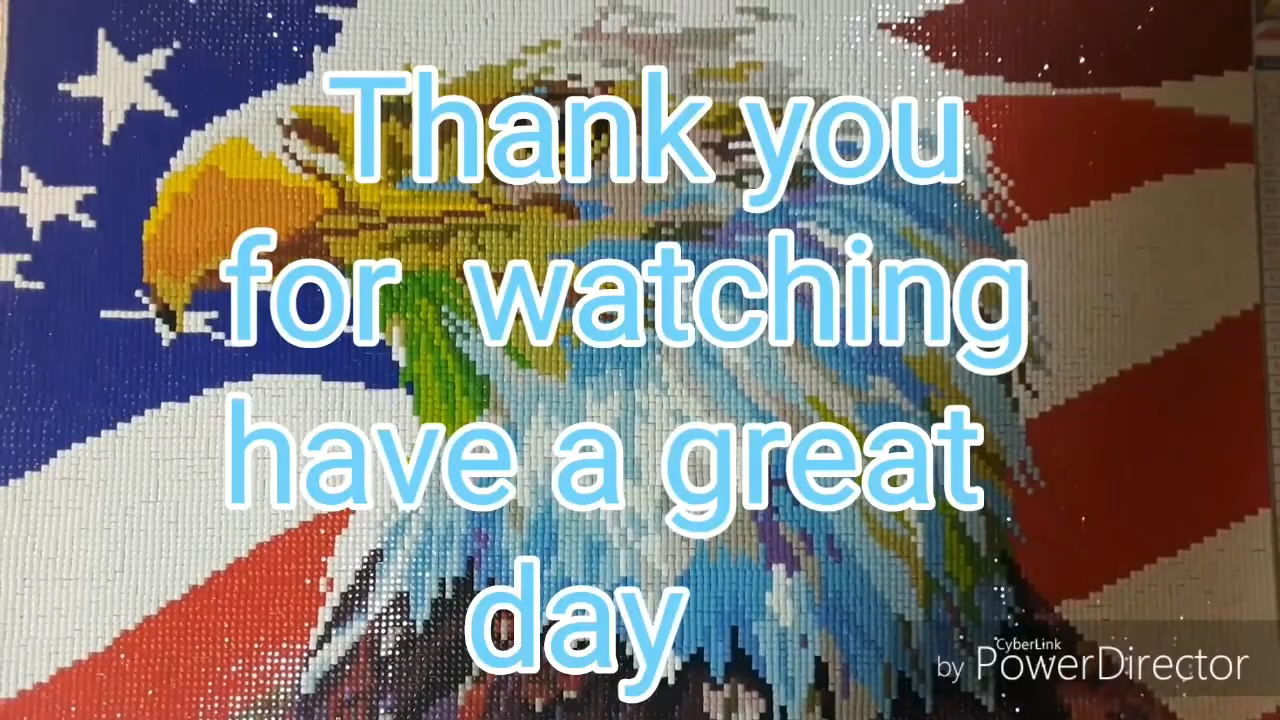 Thank you
for watching
have a great
day
CyberLink
by PowerDirector